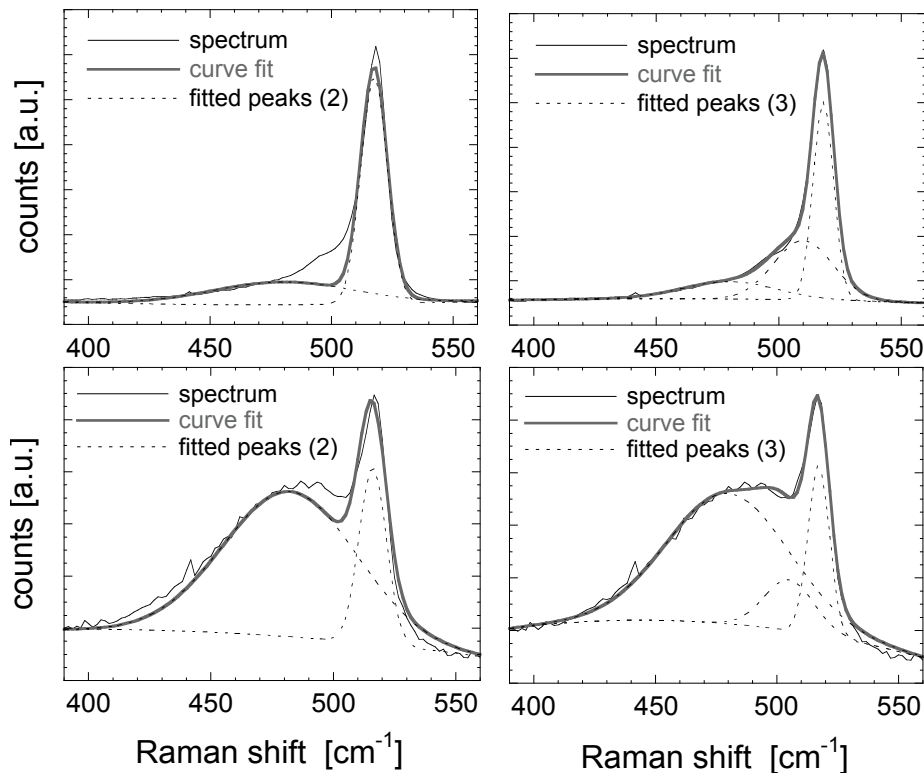 spectrum
curve fit
fitted peaks (2)
counts [a.u.]
400 450 500 550
spectrum
curve fit
fitted peaks (3)
400 450 500 550
spectrum
curve fit
fitted peaks (2)
counts [a.u.]
400 450 500 550
Raman shift [cm⁻¹]
spectrum
curve fit
fitted peaks (3)
400 450 500 550
Raman shift [cm⁻¹]